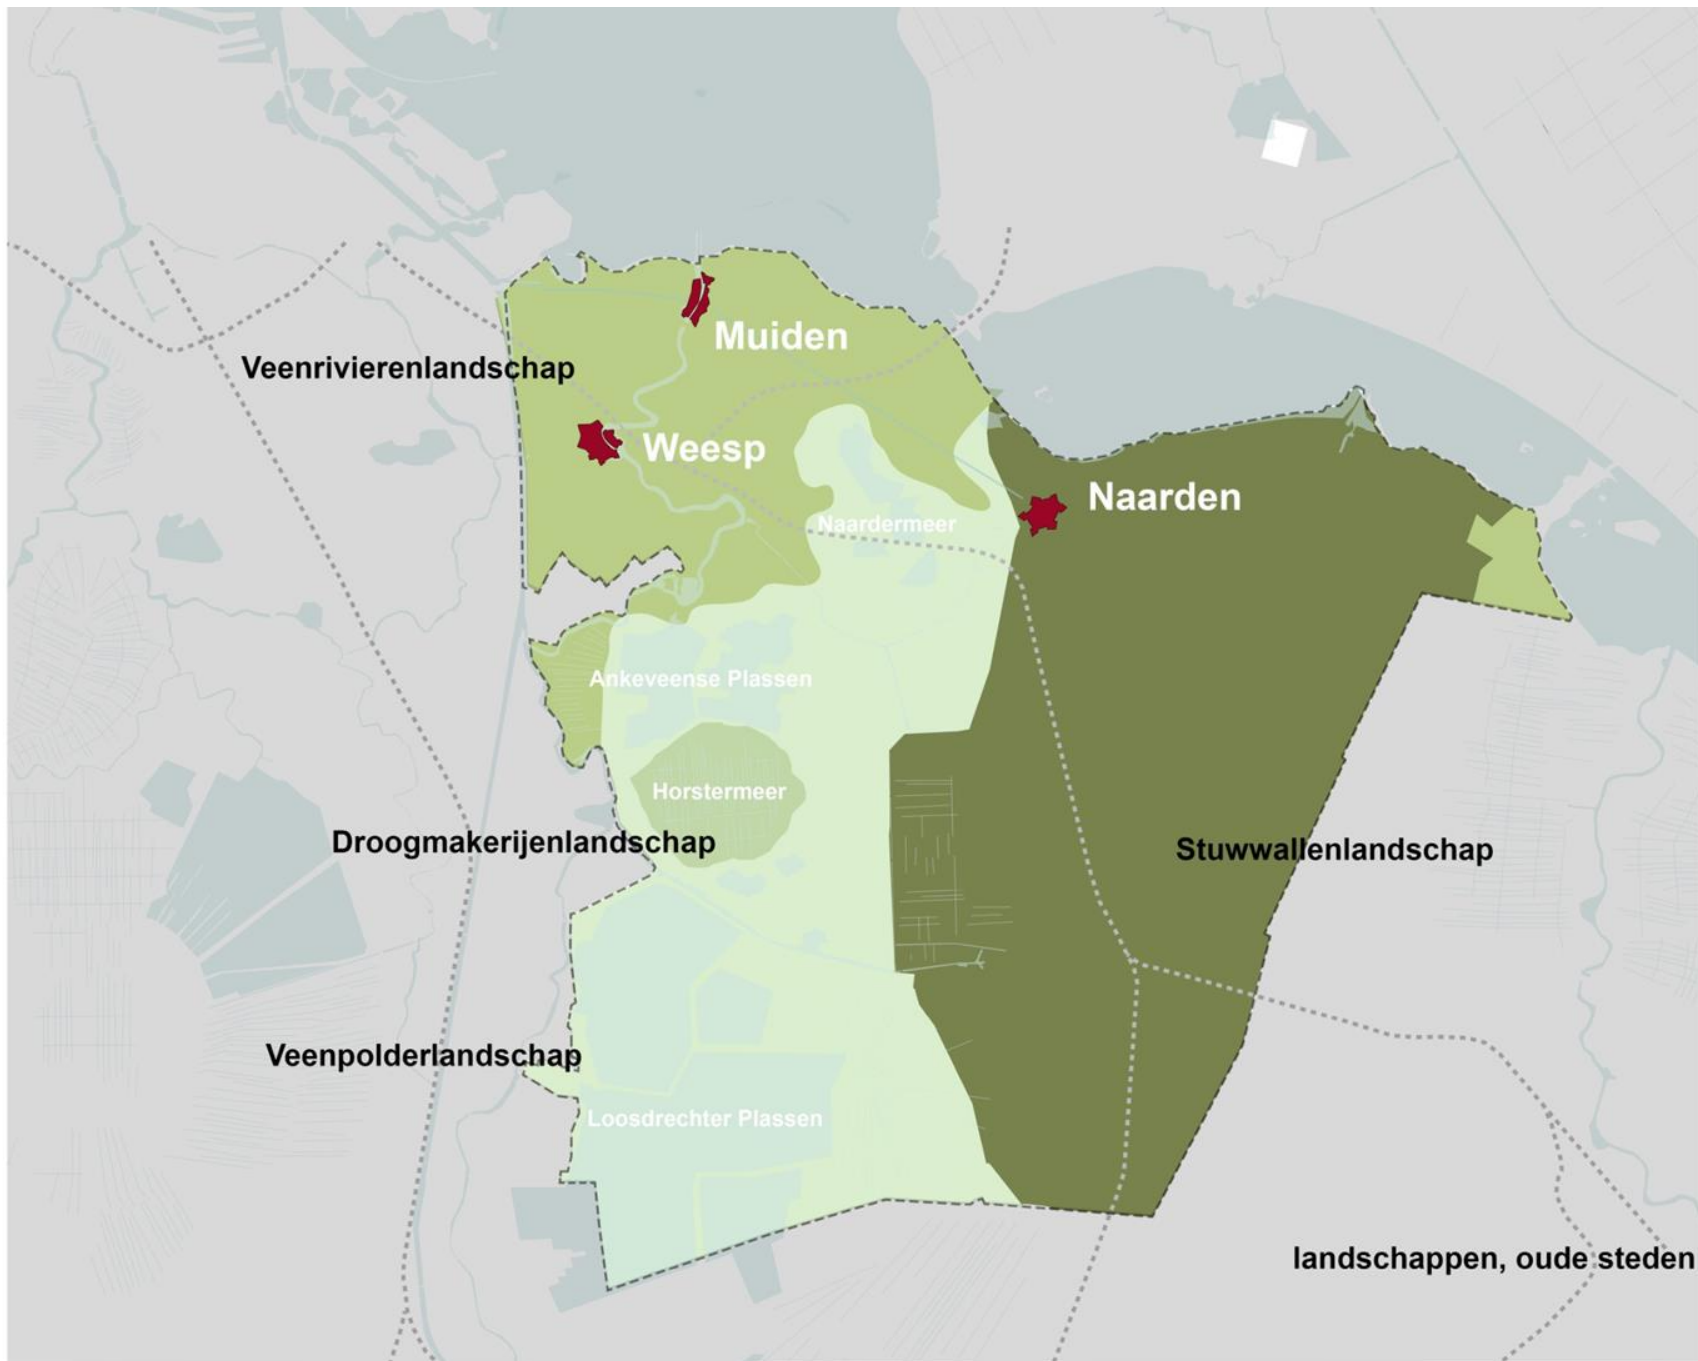 Muiden
Veenrivierenlandschap
Weesp
Naarden
Naardermeer
Ankeveense Plassen
Horstermeer
Droogmakerijenlandschap
Stuwwallenlandschap
Veenpolderlandschap
Loosdrechter Plassen
landschappen, oude steden